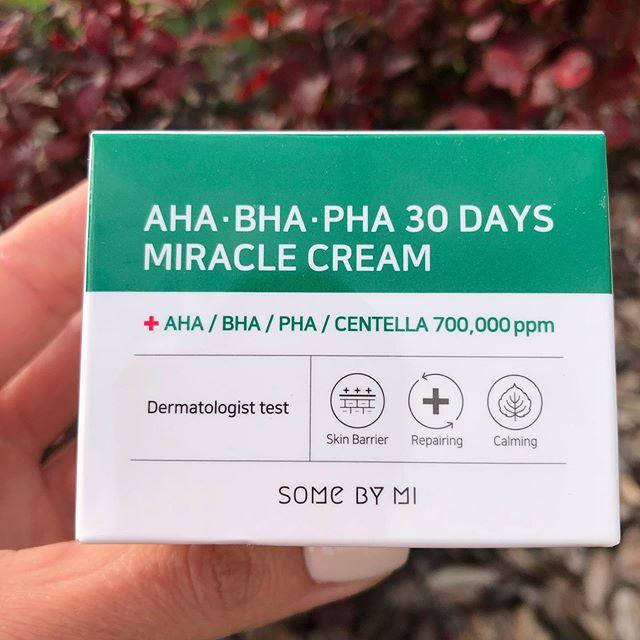 AHA·BHA·PHA 30 DAYS
MIRACLE CREAM
+ AHA / BHA / PHA / CENTELLA 700,000 ppm
Dermatologist test
Skin Barrier Repairing Calming
SOME BY MI